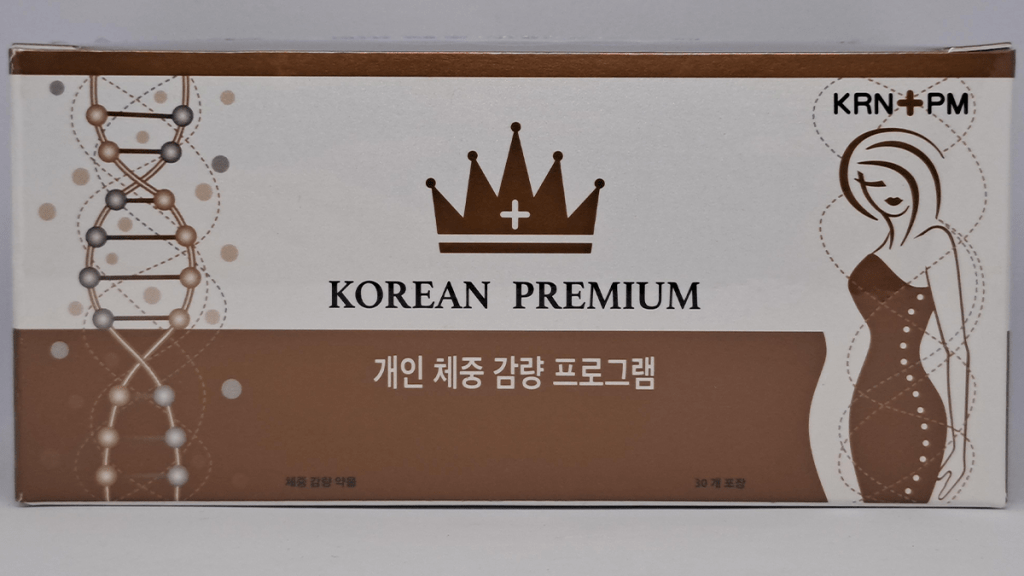 KRN+PM
KOREAN PREMIUM
개인 체중 감량 프로그램
체중 감량 약물
30 개 포장